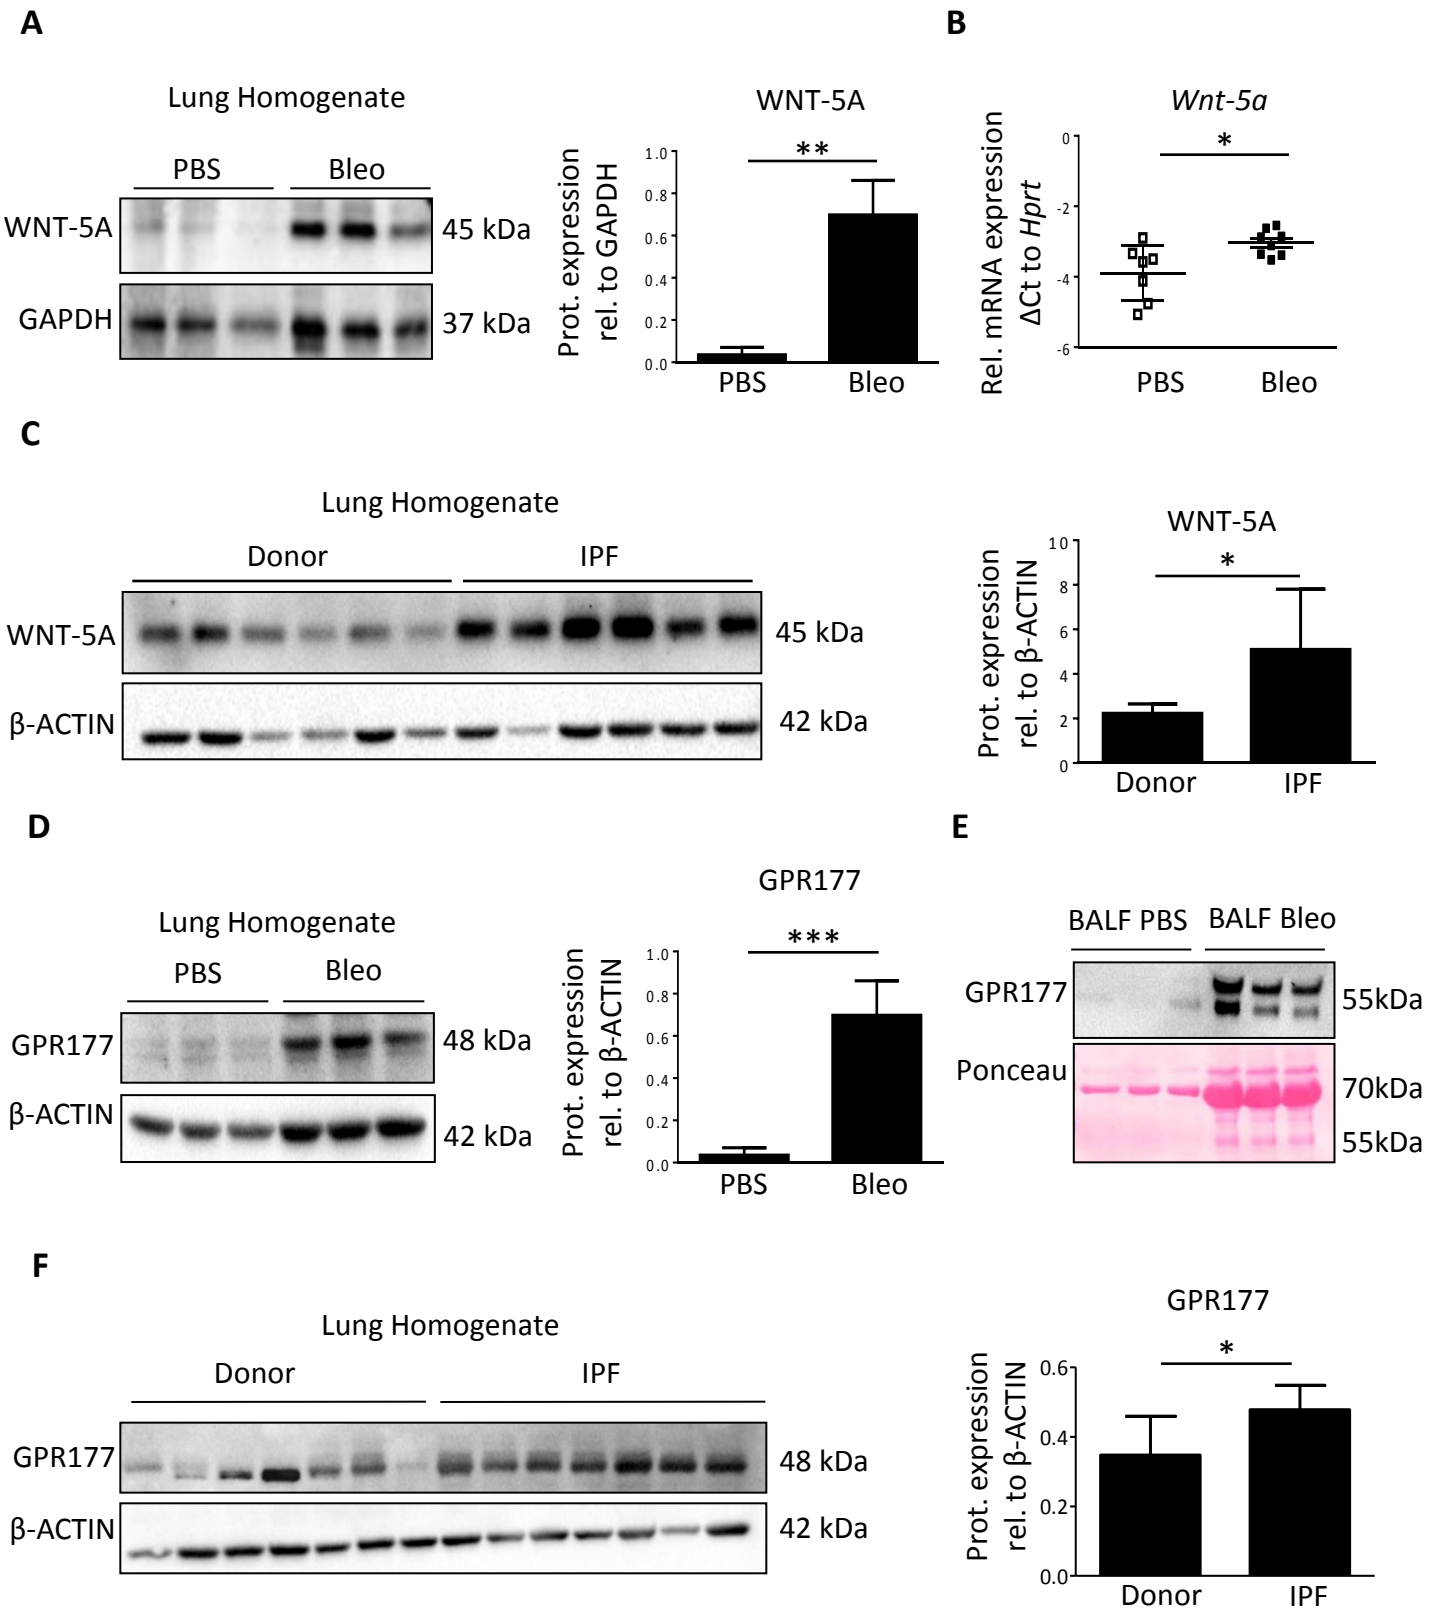 A
Lung Homogenate
PBS
Bleo
WNT-5A
45 kDa
GAPDH
37 kDa
WNT-5A
**
Prot. expression
rel. to GAPDH
1.0
0.8
0.6
0.4
0.2
0.0
PBS
Bleo
B
Wnt-5a
*
Rel. mRNA expression
ΔCt to Hprt
0
-2
-4
-6
PBS
Bleo
C
Lung Homogenate
Donor
IPF
WNT-5A
45 kDa
β-ACTIN
42 kDa
WNT-5A
*
Prot. expression
rel. to β-ACTIN
10
8
6
4
2
0
Donor
IPF
D
Lung Homogenate
PBS
Bleo
GPR177
48 kDa
β-ACTIN
42 kDa
GPR177
***
Prot. expression
rel. to β-ACTIN
1.0
0.8
0.6
0.4
0.2
0.0
PBS
Bleo
E
BALF PBS
BALF Bleo
GPR177
55kDa
Ponceau
70kDa
55kDa
F
Lung Homogenate
Donor
IPF
GPR177
48 kDa
β-ACTIN
42 kDa
GPR177
*
Prot. expression
rel. to β-ACTIN
0.6
0.4
0.2
0.0
Donor
IPF